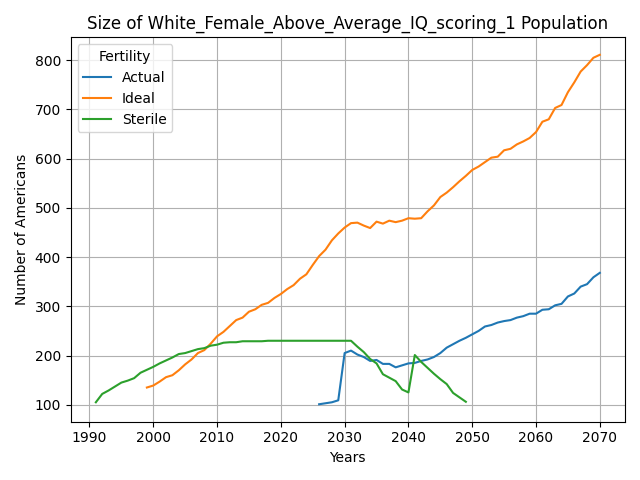 Size of White_Female_Above_Average_IQ_scoring_1 Population
Fertility
Actual
Ideal
Sterile
Number of Americans
800
700
600
500
400
300
200
100
1990 2000 2010 2020 2030 2040 2050 2060 2070
Years